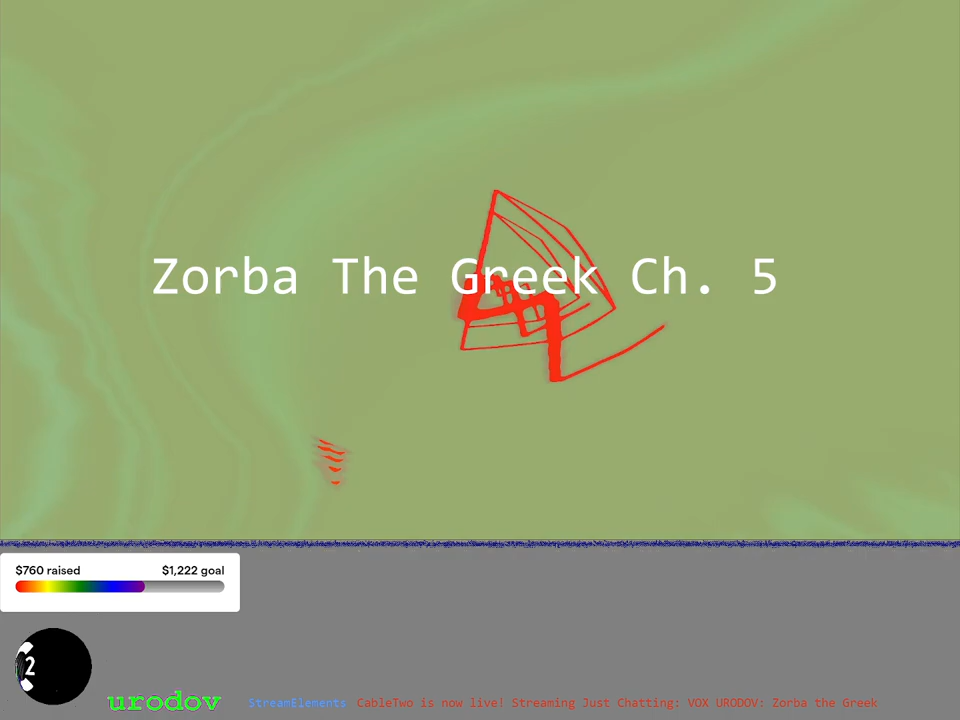 Zorba The Greek Ch. 5
$760 raised $1,222 goal
2
urodov StreamElements CableTwo is now live! Streaming Just Chatting: VOX URODOV: Zorba the Greek